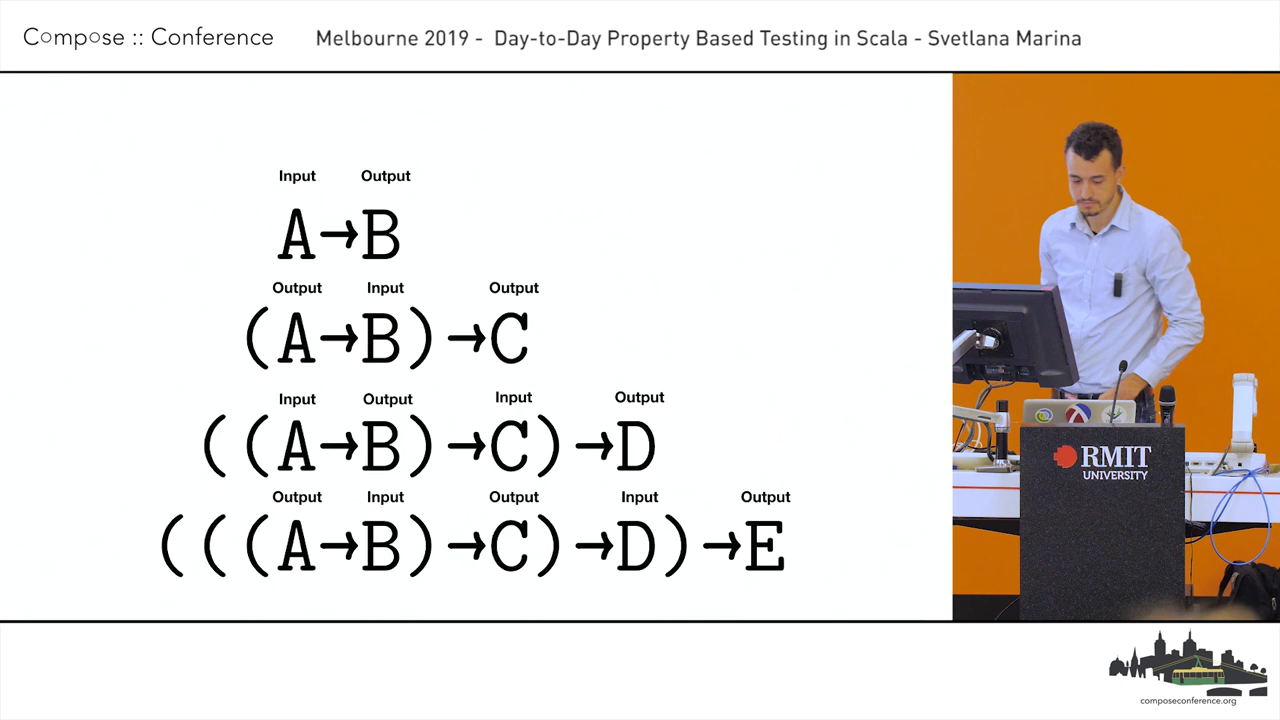 Compose :: Conference
Melbourne 2019 - Day-to-Day Property Based Testing in Scala - Svetlana Marina
Input Output
A→B
Output Input Output
(A→B)→C
Input Output Input Output
((A→B)→C)→D
Output Input Output Input Output
(((A→B)→C)→D)→E
RMIT
UNIVERSITY
composeconference.org